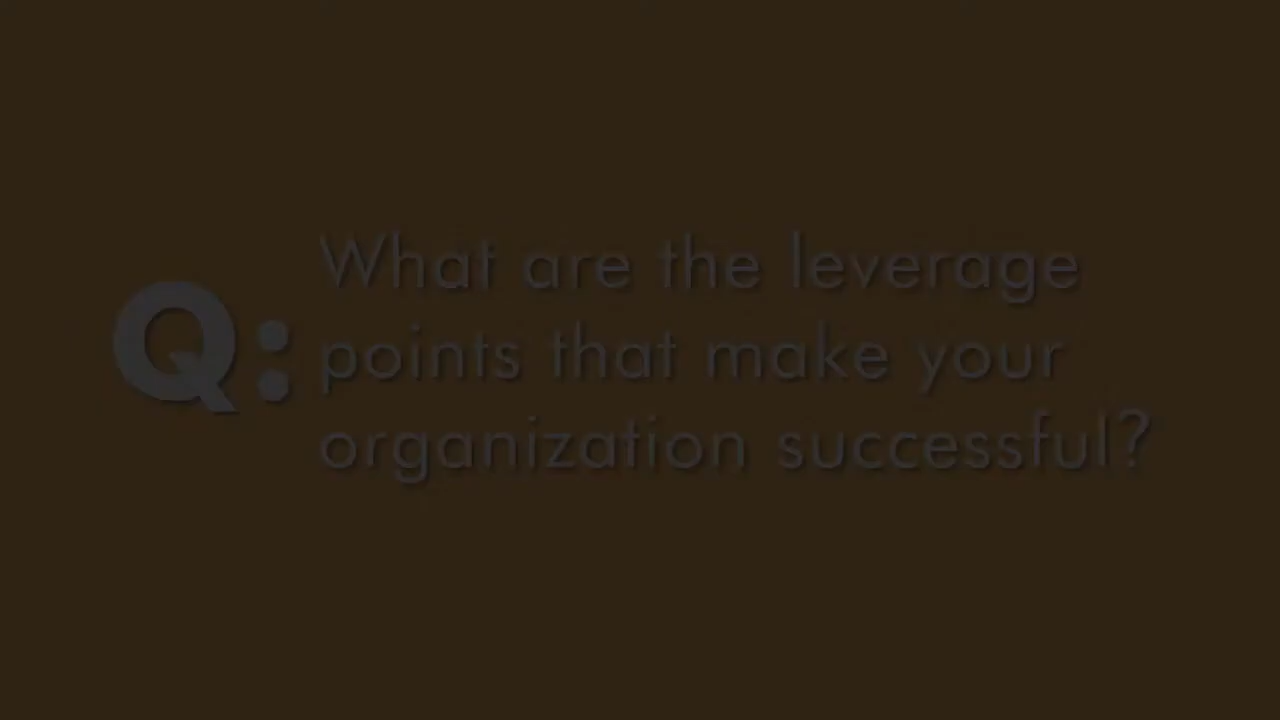 Q: What are the leverage
points that make your
organization successful?